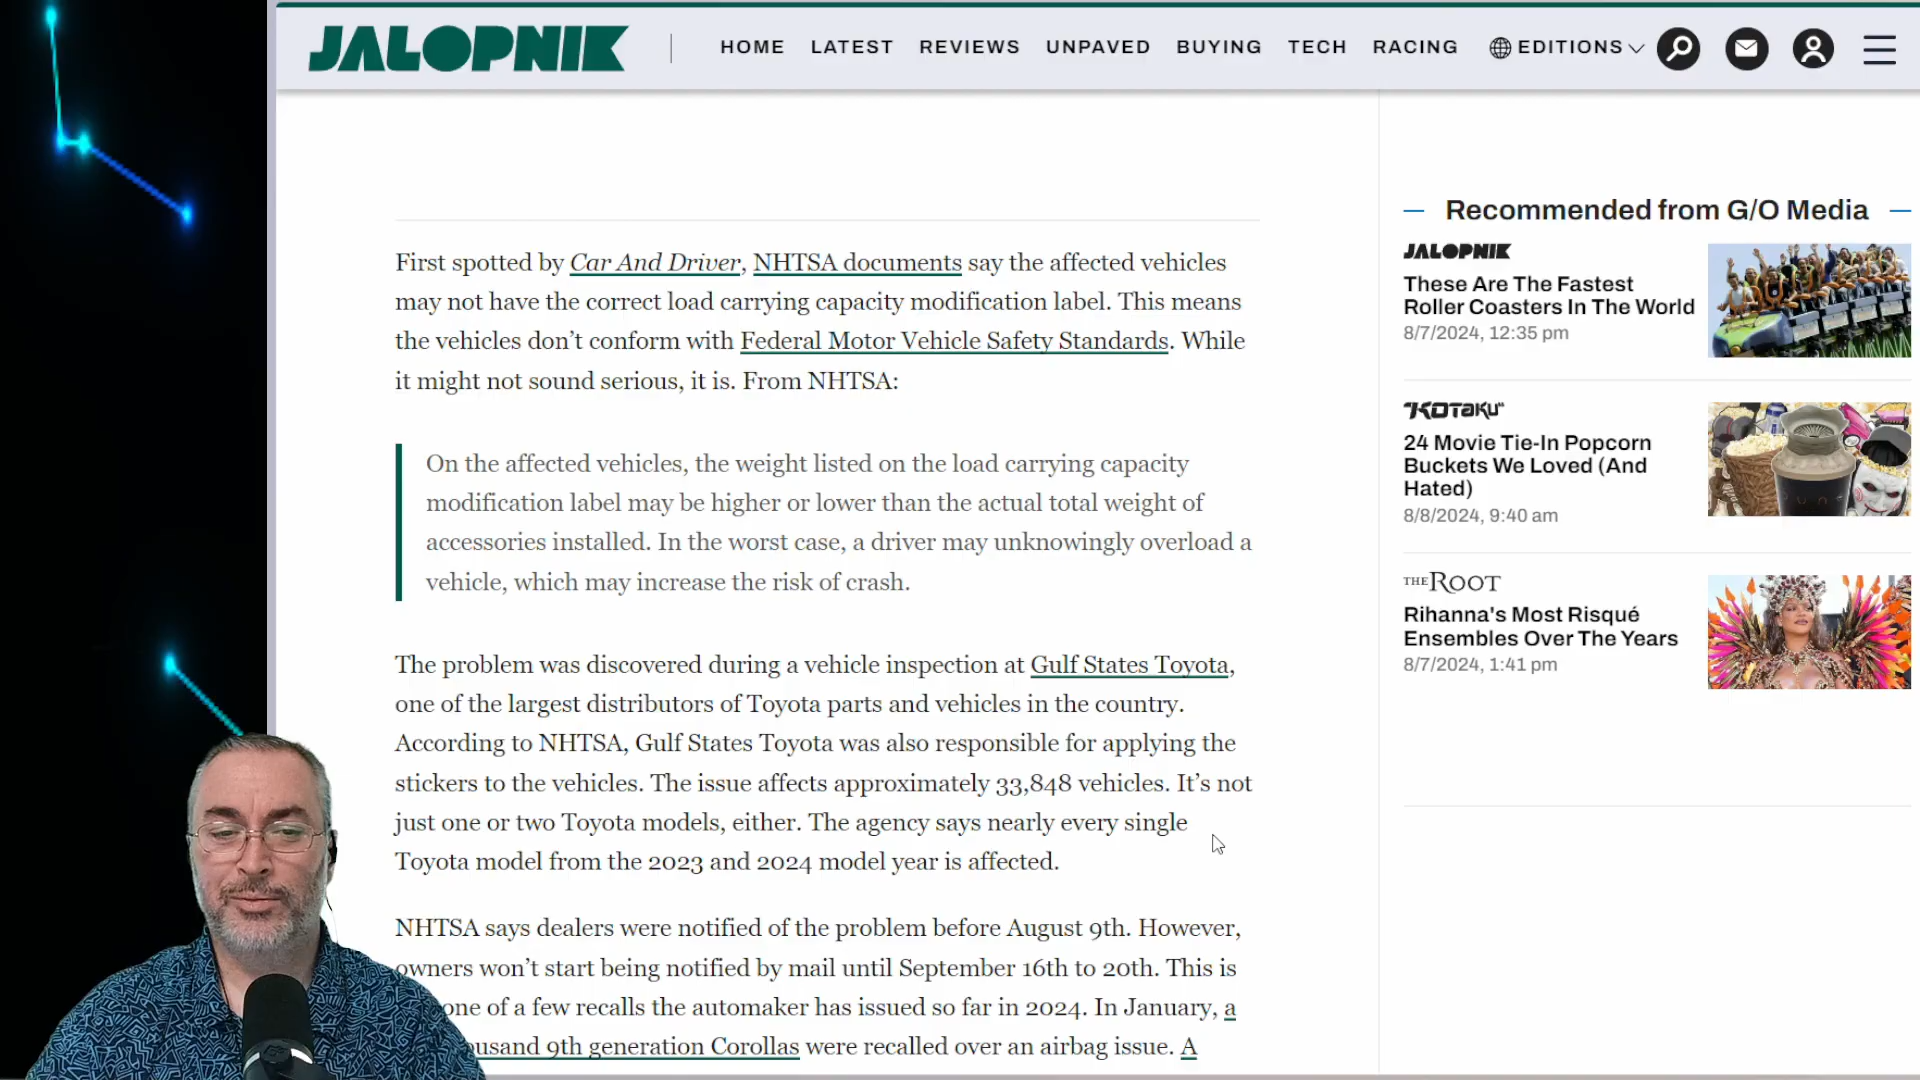 JALOPNIK
HOME LATEST REVIEWS UNPAVED BUYING TECH RACING EDITIONS
First spotted by Car And Driver, NHTSA documents say the affected vehicles
may not have the correct load carrying capacity modification label. This means
the vehicles don’t conform with Federal Motor Vehicle Safety Standards. While
it might not sound serious, it is. From NHTSA:
On the affected vehicles, the weight listed on the load carrying capacity
modification label may be higher or lower than the actual total weight of
accessories installed. In the worst case, a driver may unknowingly overload a
vehicle, which may increase the risk of crash.
The problem was discovered during a vehicle inspection at Gulf States Toyota,
one of the largest distributors of Toyota parts and vehicles in the country.
According to NHTSA, Gulf States Toyota was also responsible for applying the
stickers to the vehicles. The issue affects approximately 33,848 vehicles. It’s not
just one or two Toyota models, either. The agency says nearly every single
Toyota model from the 2023 and 2024 model year is affected.
NHTSA says dealers were notified of the problem before August 9th. However,
owners won’t start being notified by mail until September 16th to 20th. This is
one of a few recalls the automaker has issued so far in 2024. In January, a
usand 9th generation Corollas were recalled over an airbag issue. A
Recommended from G/O Media
JALOPNIK
These Are The Fastest
Roller Coasters In The World
8/7/2024, 12:35 pm
"KOTAKU"
24 Movie Tie-In Popcorn
Buckets We Loved (And
Hated)
8/8/2024, 9:40 am
THE ROOT
Rihanna's Most Risqué
Ensembles Over The Years
8/7/2024, 1:41 pm